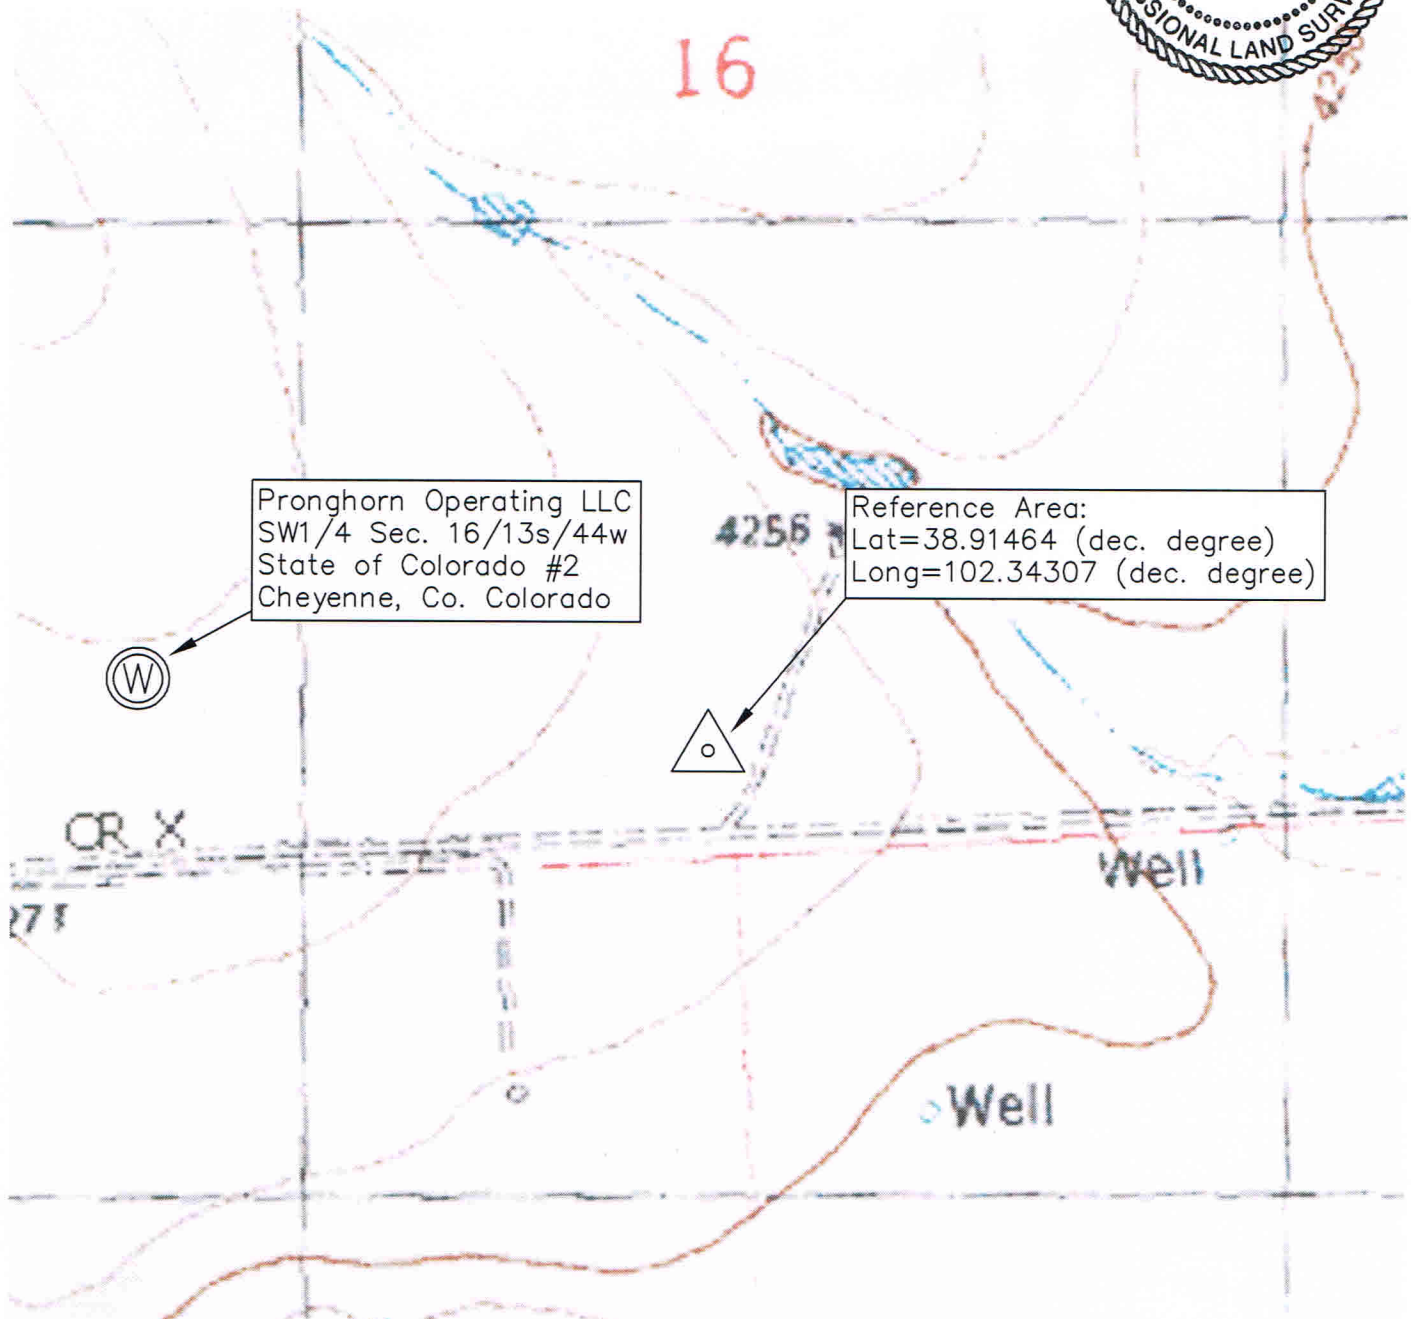 SIONAL LAND SURV
16
Pronghorn Operating LLC
SW1/4 Sec. 16/13s/44w
State of Colorado #2
Cheyenne, Co. Colorado
4256
Reference Area:
Lat=38.91464 (dec. degree)
Long=102.34307 (dec. degree)
W
CR X
Well
Well